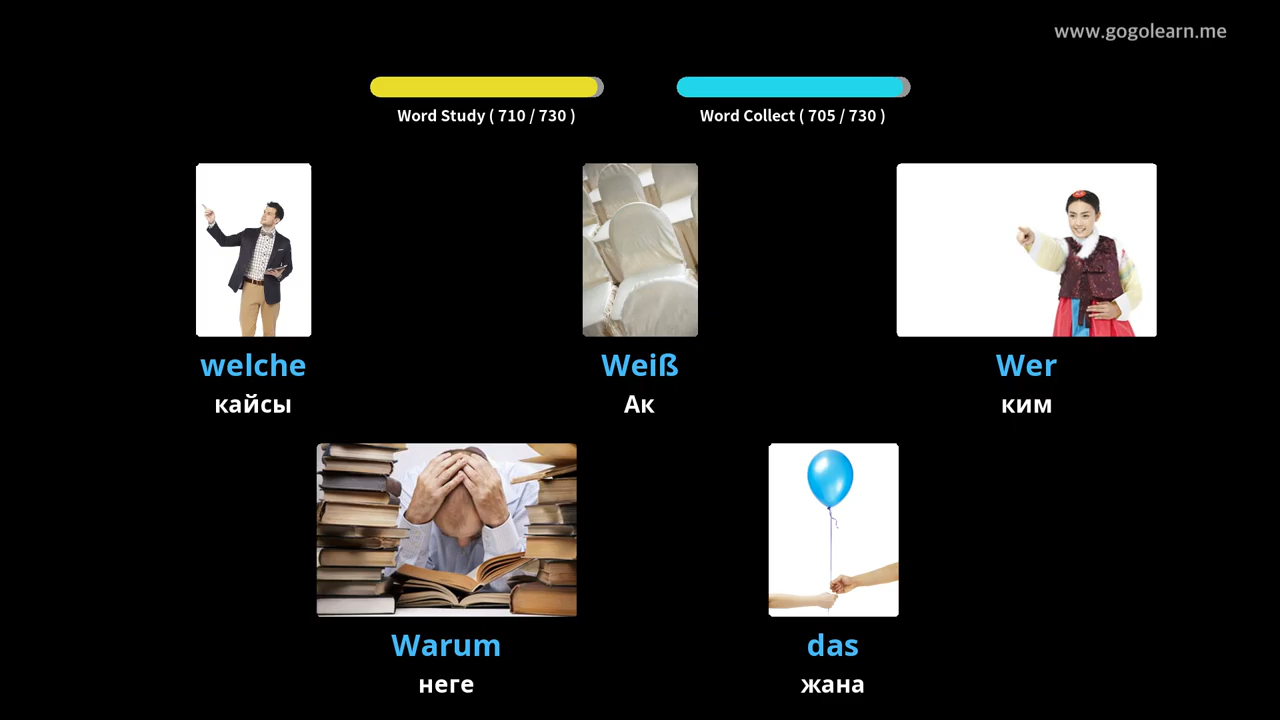 www.gogolearn.me
Word Study ( 710 / 730 )
Word Collect ( 705 / 730 )
welche
кайсы
Weiß
Ак
Wer
ким
Warum
неге
das
жана